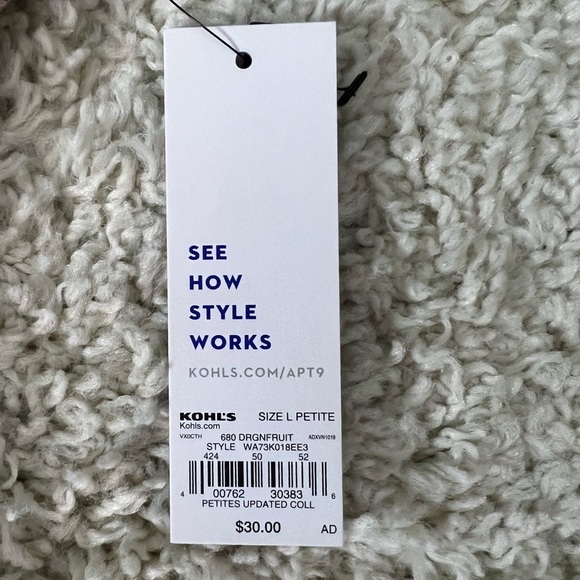 SEE
HOW
STYLE
WORKS
KOHLS.COM/APT9
KOHL'S SIZE L PETITE
Kohls.com
VX0CTH 680 DRGNFRUIT ADXVN1019
STYLE WA73K018EE3
424 50 52
4 00762 30383 6
PETITES UPDATED COLL
$30.00 AD